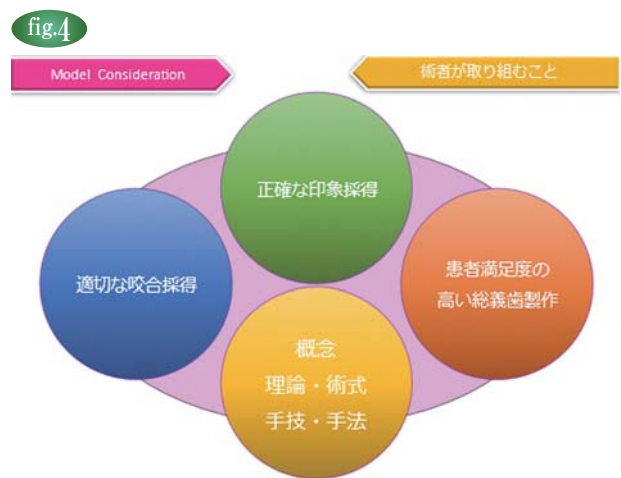 fig.4
Model Consideration
術者が取り組むこと
正確な印象採得
適切な咬合採得
患者満足度の
高い総義歯製作
概念
理論・術式
手技・手法